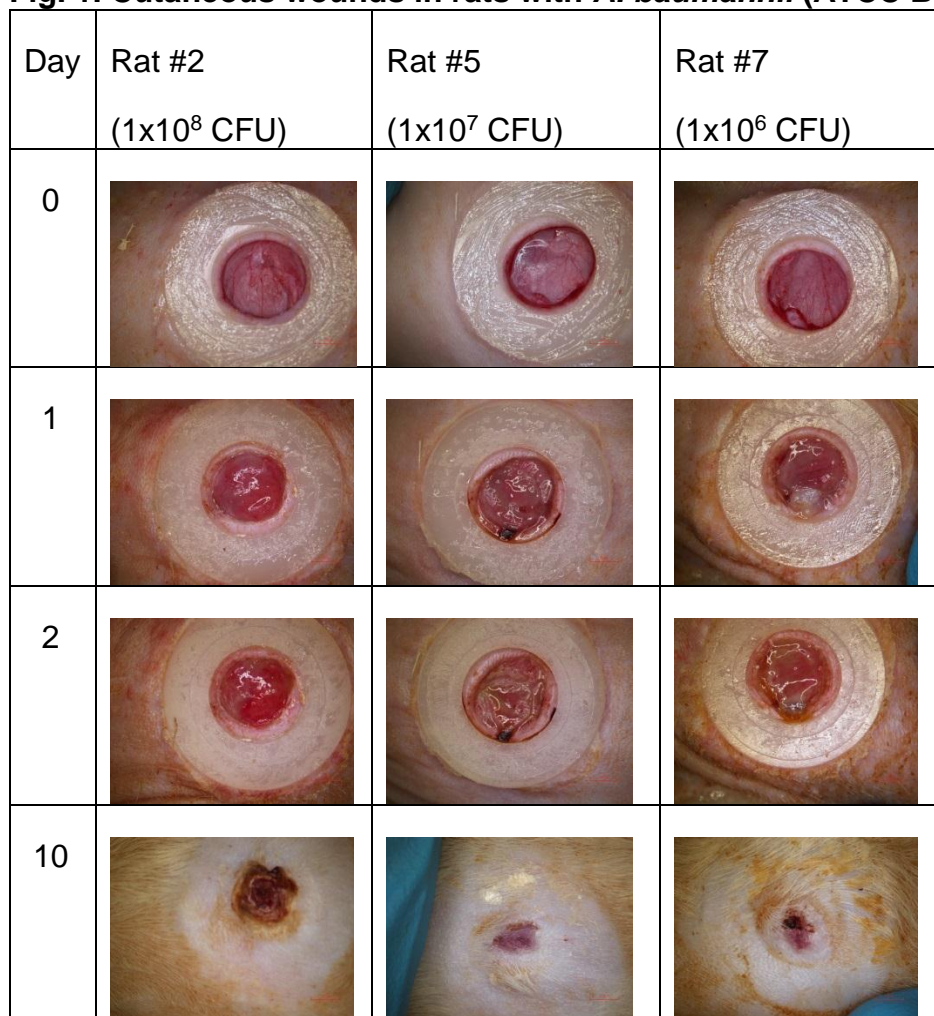 Fig. 1. Cutaneous wounds in rats with A. baumannii (ATCC
Day Rat #2 Rat #5 Rat #7
(1x10⁸ CFU) (1x10⁷ CFU) (1x10⁶ CFU)
0
1
2
10